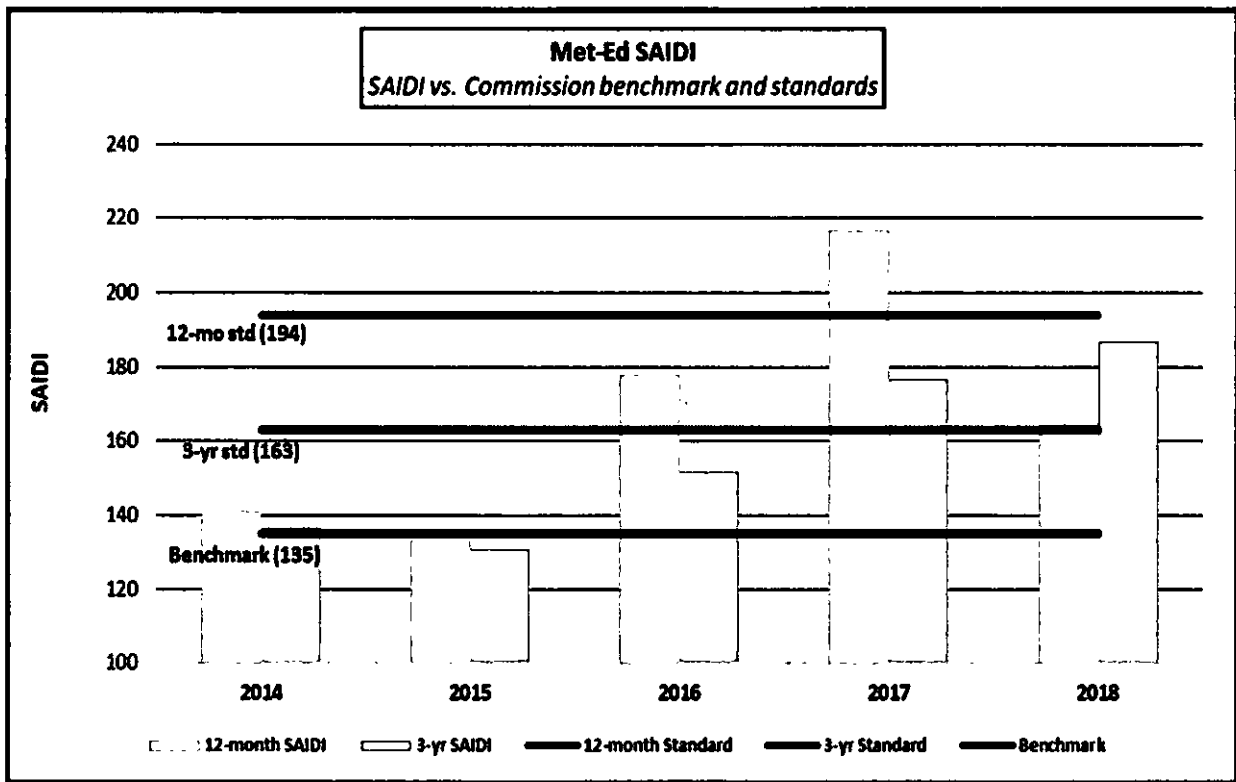 Met-Ed SAIDI
SAIDI vs. Commission benchmark and standards
240
220
200
12-mo std (194)
180
SAIDI
160
3-yr std (163)
140
Benchmark (135)
120
100
2014 2015 2016 2017 2018
12-month SAIDI 3-yr SAIDI 12-month Standard 3-yr Standard Benchmark